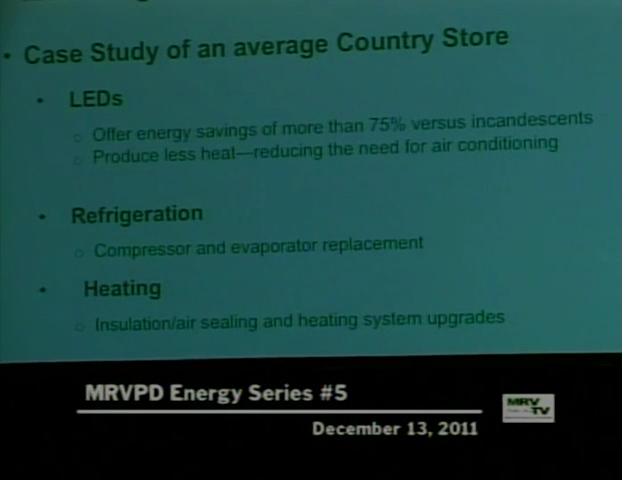 • Case Study of an average Country Store
• LEDs
o Offer energy savings of more than 75% versus incandescents
o Produce less heat—reducing the need for air conditioning
• Refrigeration
o Compressor and evaporator replacement
• Heating
o Insulation/air sealing and heating system upgrades
MRVPD Energy Series #5
December 13, 2011
MRV
TV